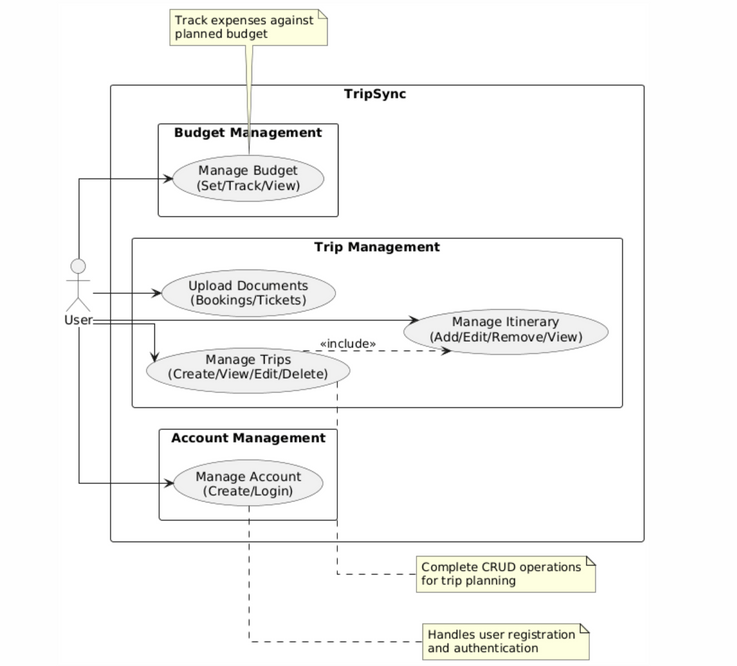 Track expenses against
planned budget
TripSync
Budget Management
Manage Budget
(Set/Track/View)
Trip Management
Upload Documents
(Bookings/Tickets)
User
Manage Itinerary
(Add/Edit/Remove/View)
«include»
Manage Trips
(Create/View/Edit/Delete)
Account Management
Manage Account
(Create/Login)
Complete CRUD operations
for trip planning
Handles user registration
and authentication